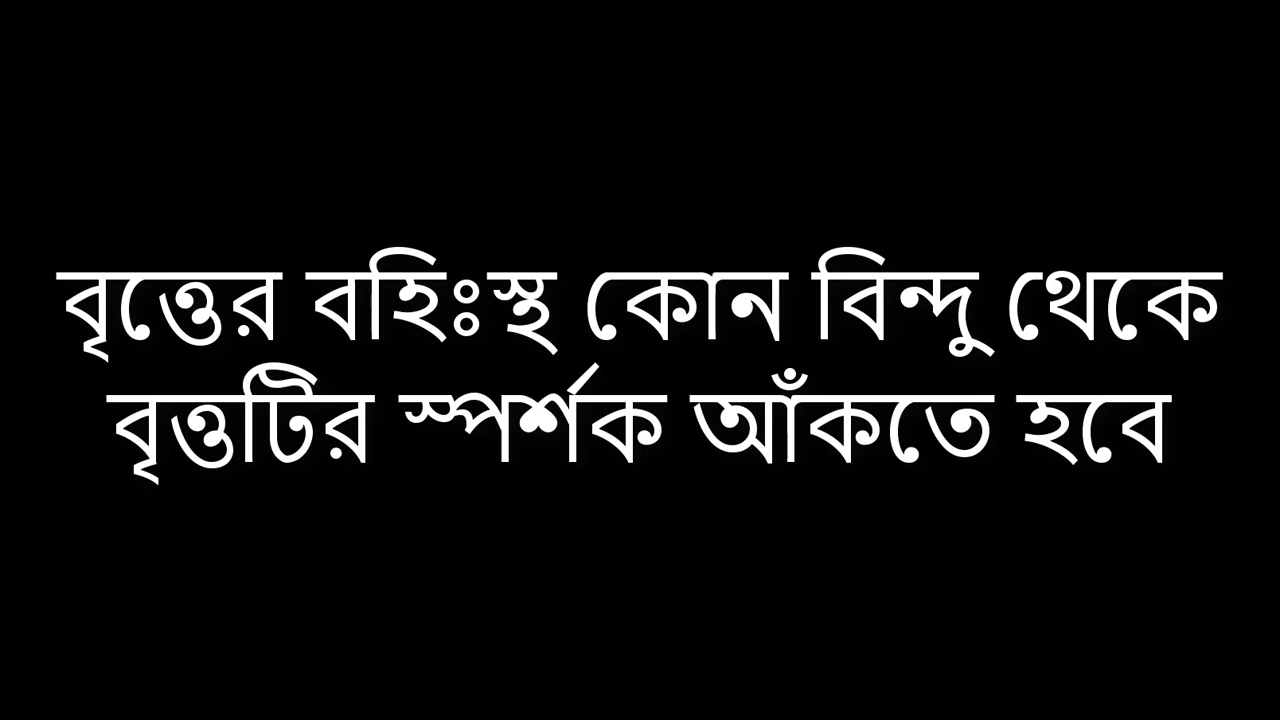 বৃত্তের বহিঃস্থ কোন বিন্দু থেকে
বৃত্তটির স্পর্শক আঁকতে হবে